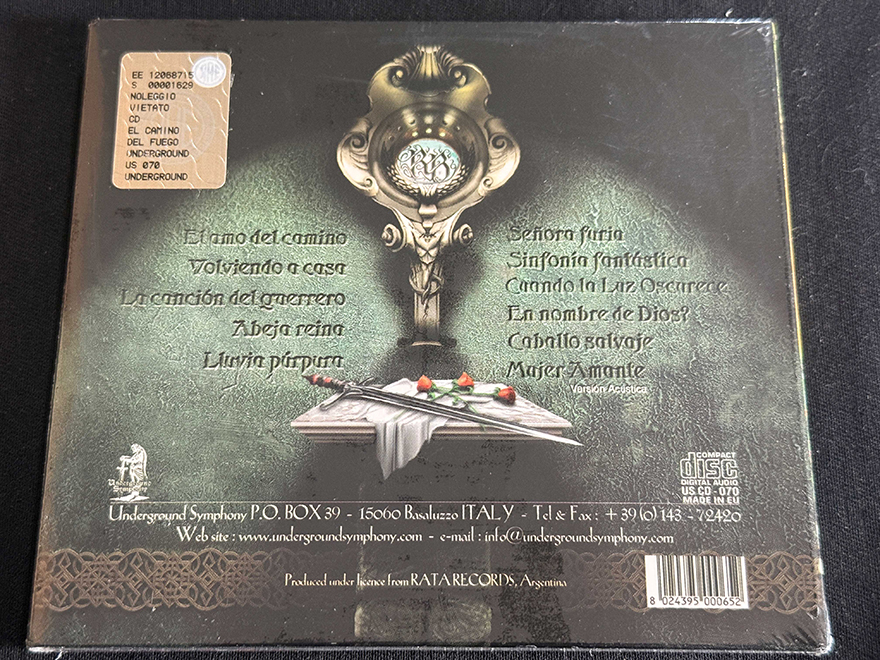 EE 12068715
S 00001629
NOLEGGIO
VIETATO
CD
EL CAMINO
DEL FUEGO
UNDERGROUND
US 070
UNDERGROUND
El amo del camino
Volviendo a casa
La canción del guerrero
Abeja reina
Lluvia púrpura
Señora furia
Sinfonía fantástica
Cuando la Luz Oscurece
En nombre de Dios?
Caballo salvaje
Mujer Amante
Versión Acústica
Underground
Symphony
COMPACT
disc
DIGITAL AUDIO
US CD - 070
MADE IN EU
Underground Symphony P.O. BOX 39 - 15060 Basaluzzo ITALY - Tel & Fax : + 39 (0) 143 - 72420
Web site : www.undergroundsymphony.com - e-mail : info@undergroundsymphony.com
Produced under licence from RATA RECORDS, Argentina
8 024395 000652